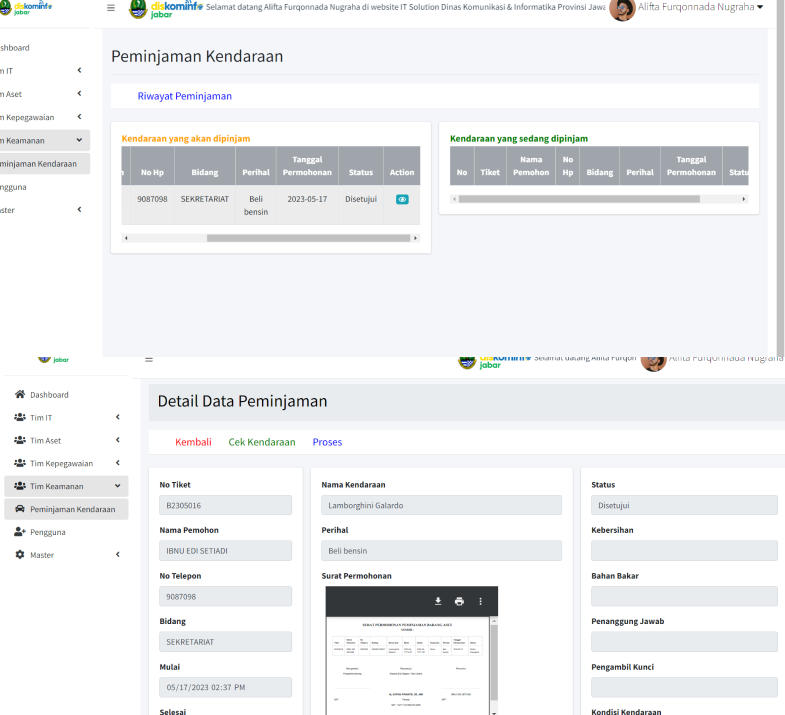 diskominfo
jabar
diskominfo
jabar
Selamat datang Alifta Furqonnada Nugraha di website IT Solution Dinas Komunikasi & Informatika Provinsi Jawa
Alifta Furqonnada Nugraha
shboard
m IT
m Aset
m Kepegawaian
m Keamanan
minjaman Kendaraan
ngguna
ster
Peminjaman Kendaraan
Riwayat Peminjaman
Kendaraan yang akan dipinjam
No Hp Bidang Perihal Tanggal Permohonan Status Action
9087098 SEKRETARIAT Beli bensin 2023-05-17 Disetujui
Kendaraan yang sedang dipinjam
No Tiket Nama Pemohon No Hp Bidang Perihal Tanggal Permohonan Statu
jabar
diskominfo
jabar
Selamat datang Alifta Furqon
Alifta Furqonnada Nugraha
Dashboard
Tim IT
Tim Aset
Tim Kepegawaian
Tim Keamanan
Peminjaman Kendaraan
Pengguna
Master
Detail Data Peminjaman
Kembali Cek Kendaraan Proses
No Tiket
B2305016
Nama Pemohon
IBNU EDI SETIADI
No Telepon
9087098
Bidang
SEKRETARIAT
Mulai
05/17/2023 02:37 PM
Selesai
Nama Kendaraan
Lamborghini Galardo
Perihal
Beli bensin
Surat Permohonan
SURAT PERMOHONAN PEMINJAMAN BARANG ASET
NOMOR :
Status
Disetujui
Kebersihan
Bahan Bakar
Penanggung Jawab
Pengambil Kunci
Kondisi Kendaraan